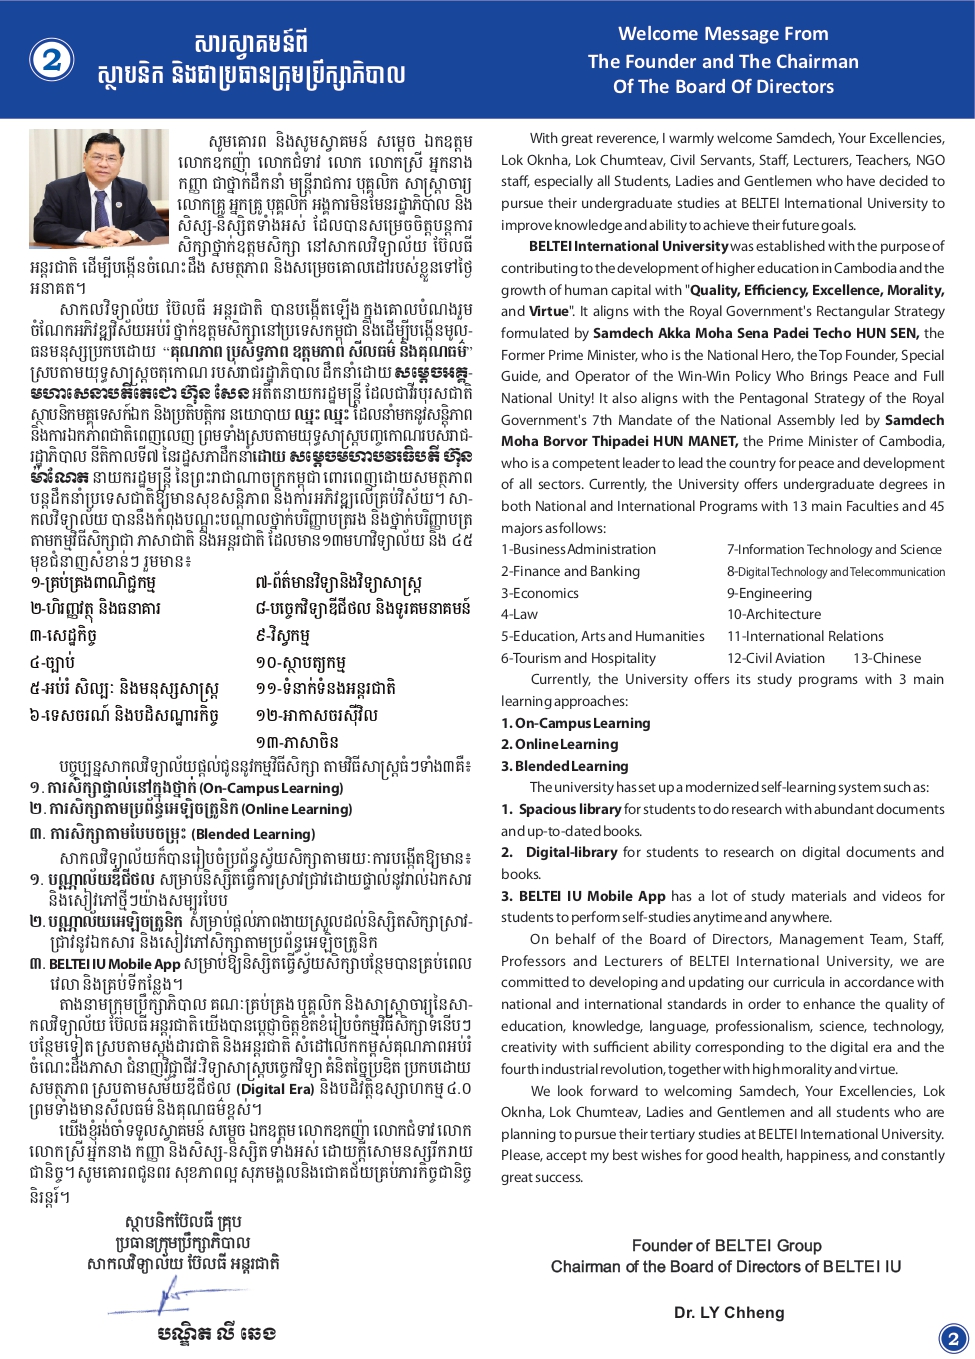 2
សារស្វាគមន៍ពី
ស្ថាបនិក និងជាប្រធានក្រុមប្រឹក្សាភិបាល
Welcome Message From
The Founder and The Chairman
Of The Board Of Directors
សូមគោរព និងសូមស្វាគមន៍ សម្តេច ឯកឧត្តម
លោកឧកញ៉ា លោកជំទាវ លោក លោកស្រី អ្នកនាង
កញ្ញា ជាថ្នាក់ដឹកនាំ មន្ត្រីរាជការ បុគ្គលិក សាស្ត្រាចារ្យ
លោកគ្រូ អ្នកគ្រូ បុគ្គលិក អង្គការមិនមែនរដ្ឋាភិបាល និង
សិស្ស-និស្សិតទាំងអស់ ដែលបានសម្រេចចិត្តបន្តការ
សិក្សាថ្នាក់ឧត្តមសិក្សា នៅសាកលវិទ្យាល័យ ប៊ែលធី
អន្តរជាតិ ដើម្បីបង្កើនចំណេះដឹង សមត្ថភាព និងសម្រេចគោលដៅរបស់ខ្លួននៅថ្ងៃ
អនាគត។
សាកលវិទ្យាល័យ ប៊ែលធី អន្តរជាតិ បានបង្កើតឡើង ក្នុងគោលបំណងរួម
ចំណែកអភិវឌ្ឍវិស័យអប់រំ ថ្នាក់ឧត្តមសិក្សានៅប្រទេសកម្ពុជា និងដើម្បីបង្កើនមូល-
ធនមនុស្សប្រកបដោយ “គុណភាព ប្រសិទ្ធភាព ឧត្តមភាព សីលធម៌ និងគុណធម៌”
ស្របតាមយុទ្ធសាស្ត្រចតុកោណ របស់រាជរដ្ឋាភិបាល ដឹកនាំដោយ សម្តេចអគ្គ-
មហាសេនាបតីតេជោ ហ៊ុន សែន អតីតនាយករដ្ឋមន្ត្រី ដែលជាវីរបុរសជាតិ
ស្ថាបនិកមគ្គុទេសក៍ឯក និងប្រតិបត្តិករ នយោបាយ ឈ្នះ ឈ្នះ ដែលនាំមកនូវសន្តិភាព
និងការឯកភាពជាតិពេញលេញ ព្រមទាំងស្របតាមយុទ្ធសាស្ត្របញ្ចកោណរបស់រាជ-
រដ្ឋាភិបាល នីតិកាលទី៧ នៃរដ្ឋសភាដឹកនាំដោយ សម្តេចមហាបវរធិបតី ហ៊ុន
ម៉ាណែត នាយករដ្ឋមន្ត្រី នៃព្រះរាជាណាចក្រកម្ពុជា ពោរពេញដោយសមត្ថភាព
បន្តដឹកនាំប្រទេសជាតិឱ្យមានសុខសន្តិភាព និងការអភិវឌ្ឍលើគ្រប់វិស័យ។ សា-
កលវិទ្យាល័យ បាននឹងកំពុងបណ្តុះបណ្តាលថ្នាក់បរិញ្ញាបត្ររង និងថ្នាក់បរិញ្ញាបត្រ
តាមកម្មវិធីសិក្សាជា ភាសាជាតិ និងអន្តរជាតិ ដែលមាន១៣មហាវិទ្យាល័យ និង ៤៥
មុខជំនាញសំខាន់ៗ រួមមាន៖
១-គ្រប់គ្រងពាណិជ្ជកម្ម
២-ហិរញ្ញវត្ថុ និងធនាគារ
៣-សេដ្ឋកិច្ច
៤-ច្បាប់
៥-អប់រំ សិល្បៈ និងមនុស្សសាស្ត្រ
៦-ទេសចរណ៍ និងបដិសណ្ឋារកិច្ច
៧-ព័ត៌មានវិទ្យានិងវិទ្យាសាស្ត្រ
៨-បច្ចេកវិទ្យាឌីជីថល និងទូរគមនាគមន៍
៩-វិស្វកម្ម
១០-ស្ថាបត្យកម្ម
១១-ទំនាក់ទំនងអន្តរជាតិ
១២-អាកាសចរស៊ីវិល
១៣-ភាសាចិន
បច្ចុប្បន្នសាកលវិទ្យាល័យផ្តល់ជូននូវកម្មវិធីសិក្សា តាមវិធីសាស្ត្រធំៗទាំង៣គឺ៖
១. ការសិក្សាផ្ទាល់នៅក្នុងថ្នាក់ (On-Campus Learning)
២. ការសិក្សាតាមប្រព័ន្ធអេឡិចត្រូនិក (Online Learning)
៣. ការសិក្សាតាមបែបចម្រុះ (Blended Learning)
សាកលវិទ្យាល័យក៏បានរៀបចំប្រព័ន្ធស្វ័យសិក្សាតាមរយៈការបង្កើតឱ្យមាន៖
១. បណ្ណាល័យឌីជីថល សម្រាប់និស្សិតធ្វើការស្រាវជ្រាវដោយផ្ទាល់នូវរាល់ឯកសារ
និងសៀវភៅថ្មីៗយ៉ាងសម្បូរបែប
២. បណ្ណាល័យអេឡិចត្រូនិក សម្រាប់ផ្តល់ភាពងាយស្រួលដល់និស្សិតសិក្សាស្រាវ-
ជ្រាវនូវឯកសារ និងសៀវភៅសិក្សាតាមប្រព័ន្ធអេឡិចត្រូនិក
៣. BELTEI IU Mobile App សម្រាប់ឱ្យនិស្សិតធ្វើស្វ័យសិក្សាបន្ថែមបានគ្រប់ពេល
វេលា និងគ្រប់ទីកន្លែង។
តាងនាមក្រុមប្រឹក្សាភិបាល គណៈគ្រប់គ្រង បុគ្គលិក និងសាស្ត្រាចារ្យនៃសា-
កលវិទ្យាល័យ ប៊ែលធី អន្តរជាតិយើងបានប្តេជ្ញាចិត្តខិតខំរៀបចំកម្មវិធីសិក្សាទំនើបៗ
បន្ថែមទៀត ស្របតាមស្តង់ដារជាតិ និងអន្តរជាតិ សំដៅលើកកម្ពស់គុណភាពអប់រំ
ចំណេះដឹងភាសា ជំនាញវិជ្ជាជីវៈវិទ្យាសាស្ត្របច្ចេកវិទ្យា គំនិតច្នៃប្រឌិត ប្រកបដោយ
សមត្ថភាព ស្របតាមសម័យឌីជីថល (Digital Era) និងបដិវត្តិឧស្សាហកម្ម ៤.០
ព្រមទាំងមានសីលធម៌ និងគុណធម៌ខ្ពស់។
យើងខ្ញុំរង់ចាំទទួលស្វាគមន៍ សម្តេច ឯកឧត្តម លោកឧកញ៉ា លោកជំទាវ លោក
លោកស្រី អ្នកនាង កញ្ញា និងសិស្ស-និស្សិត ទាំងអស់ ដោយក្តីសោមនស្សរីករាយ
ជានិច្ច។ សូមគោរពជូនពរ សុខភាពល្អ សុភមង្គលនិងជោគជ័យគ្រប់ភារកិច្ចជានិច្ច
និរន្តរ៍។
ស្ថាបនិកប៊ែលធី គ្រុប
ប្រធានក្រុមប្រឹក្សាភិបាល
សាកលវិទ្យាល័យ ប៊ែលធី អន្តរជាតិ
បណ្ឌិត លី ឆេង
With great reverence, I warmly welcome Samdech, Your Excellencies,
Lok Oknha, Lok Chumteav, Civil Servants, Staff, Lecturers, Teachers, NGO
staff, especially all Students, Ladies and Gentlemen who have decided to
pursue their undergraduate studies at BELTEI International University to
improve knowledge and ability to achieve their future goals.
BELTEI International University was established with the purpose of
contributing to the development of higher education in Cambodia and the
growth of human capital with "Quality, Efficiency, Excellence, Morality,
and Virtue". It aligns with the Royal Government's Rectangular Strategy
formulated by Samdech Akka Moha Sena Padei Techo HUN SEN, the
Former Prime Minister, who is the National Hero, the Top Founder, Special
Guide, and Operator of the Win-Win Policy Who Brings Peace and Full
National Unity! It also aligns with the Pentagonal Strategy of the Royal
Government's 7th Mandate of the National Assembly led by Samdech
Moha Borvor Thipadei HUN MANET, the Prime Minister of Cambodia,
who is a competent leader to lead the country for peace and development
of all sectors. Currently, the University offers undergraduate degrees in
both National and International Programs with 13 main Faculties and 45
majors as follows:
1-Business Administration
2-Finance and Banking
3-Economics
4-Law
5-Education, Arts and Humanities
6-Tourism and Hospitality
7-Information Technology and Science
8-Digital Technology and Telecommunication
9-Engineering
10-Architecture
11-International Relations
12-Civil Aviation 13-Chinese
Currently, the University offers its study programs with 3 main
learning approaches:
1. On-Campus Learning
2. Online Learning
3. Blended Learning
The university has set up a modernized self-learning system such as:
1. Spacious library for students to do research with abundant documents
and up-to-dated books.
2. Digital-library for students to research on digital documents and
books.
3. BELTEI IU Mobile App has a lot of study materials and videos for
students to perform self-studies anytime and anywhere.
On behalf of the Board of Directors, Management Team, Staff,
Professors and Lecturers of BELTEI International University, we are
committed to developing and updating our curricula in accordance with
national and international standards in order to enhance the quality of
education, knowledge, language, professionalism, science, technology,
creativity with sufficient ability corresponding to the digital era and the
fourth industrial revolution, together with high morality and virtue.
We look forward to welcoming Samdech, Your Excellencies, Lok
Oknha, Lok Chumteav, Ladies and Gentlemen and all students who are
planning to pursue their tertiary studies at BELTEI International University.
Please, accept my best wishes for good health, happiness, and constantly
great success.
Founder of BELTEI Group
Chairman of the Board of Directors of BELTEI IU
Dr. LY Chheng
2